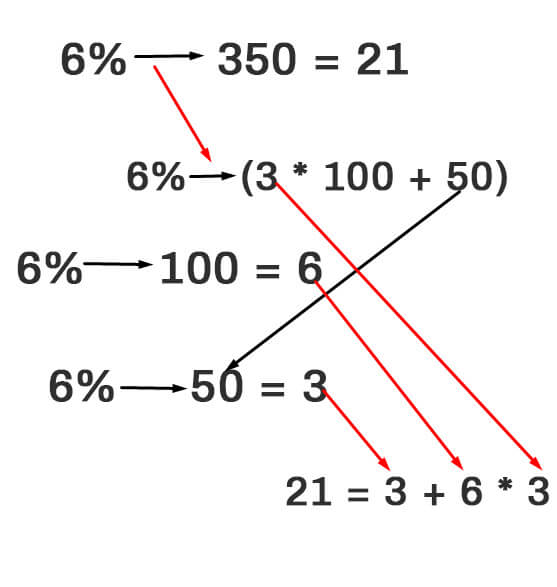 6% → 350 = 21
6% → (3 * 100 + 50)
6% → 100 = 6
6% → 50 = 3
21 = 3 + 6 * 3